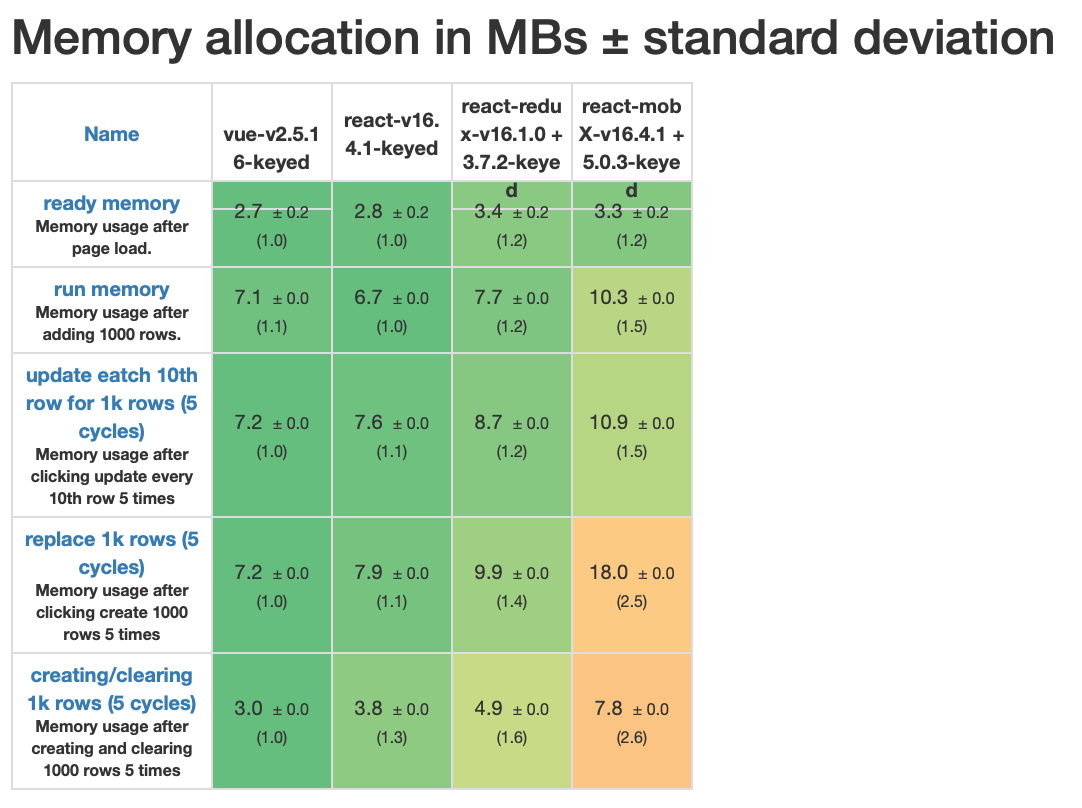 Memory allocation in MBs ± standard deviation
Name
vue-v2.5.1
6-keyed
react-v16.
4.1-keyed
react-redu
x-v16.1.0 +
3.7.2-keye
d
react-mob
X-v16.4.1 +
5.0.3-keye
d
ready memory
Memory usage after
page load.
2.7 ± 0.2
(1.0)
2.8 ± 0.2
(1.0)
3.4 ± 0.2
(1.2)
3.3 ± 0.2
(1.2)
run memory
Memory usage after
adding 1000 rows.
7.1 ± 0.0
(1.1)
6.7 ± 0.0
(1.0)
7.7 ± 0.0
(1.2)
10.3 ± 0.0
(1.5)
update eatch 10th
row for 1k rows (5
cycles)
Memory usage after
clicking update every
10th row 5 times
7.2 ± 0.0
(1.0)
7.6 ± 0.0
(1.1)
8.7 ± 0.0
(1.2)
10.9 ± 0.0
(1.5)
replace 1k rows (5
cycles)
Memory usage after
clicking create 1000
rows 5 times
7.2 ± 0.0
(1.0)
7.9 ± 0.0
(1.1)
9.9 ± 0.0
(1.4)
18.0 ± 0.0
(2.5)
creating/clearing
1k rows (5 cycles)
Memory usage after
creating and clearing
1000 rows 5 times
3.0 ± 0.0
(1.0)
3.8 ± 0.0
(1.3)
4.9 ± 0.0
(1.6)
7.8 ± 0.0
(2.6)